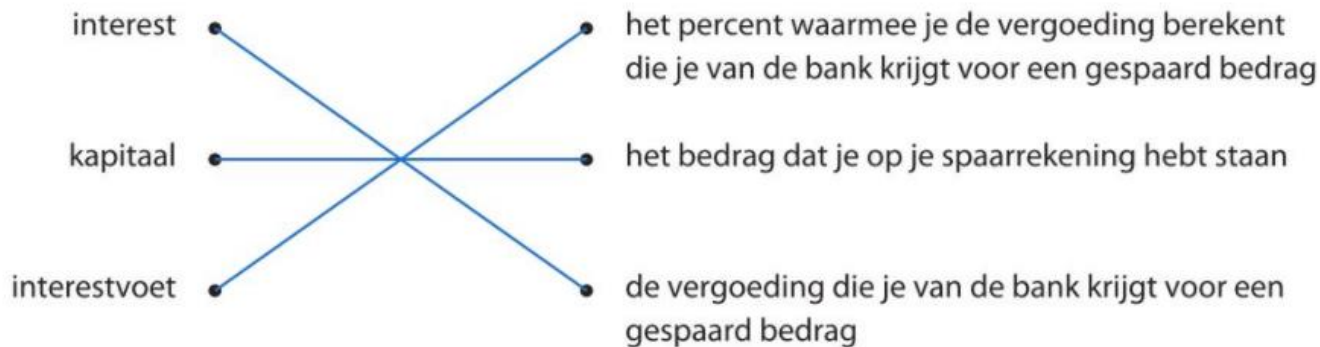 interest
het percent waarmee je de vergoeding berekent
die je van de bank krijgt voor een gespaard bedrag
kapitaal
het bedrag dat je op je spaarrekening hebt staan
interestvoet
de vergoeding die je van de bank krijgt voor een
gespaard bedrag